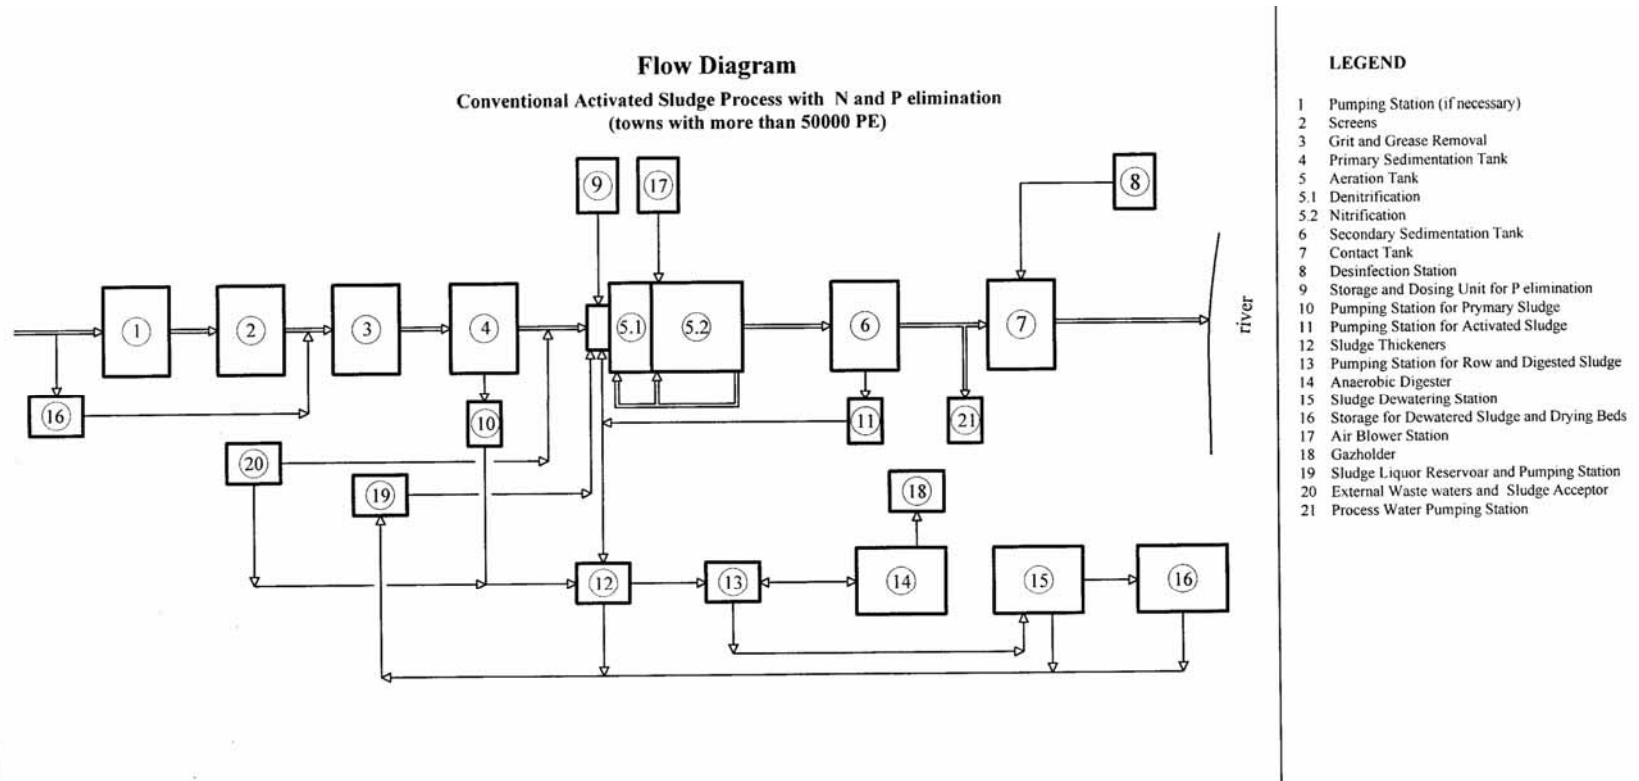 Flow Diagram
Conventional Activated Sludge Process with N and P elimination
(towns with more than 50000 PE)
9
17
8
1
2
3
4
5.1
5.2
6
7
river
16
10
11
21
20
19
18
12
13
14
15
16
LEGEND
1 Pumping Station (if necessary)
2 Screens
3 Grit and Grease Removal
4 Primary Sedimentation Tank
5 Aeration Tank
5.1 Denitrification
5.2 Nitrification
6 Secondary Sedimentation Tank
7 Contact Tank
8 Desinfection Station
9 Storage and Dosing Unit for P elimination
10 Pumping Station for Prymary Sludge
11 Pumping Station for Activated Sludge
12 Sludge Thickeners
13 Pumping Station for Row and Digested Sludge
14 Anaerobic Digester
15 Sludge Dewatering Station
16 Storage for Dewatered Sludge and Drying Beds
17 Air Blower Station
18 Gazholder
19 Sludge Liquor Reservoar and Pumping Station
20 External Waste waters and Sludge Acceptor
21 Process Water Pumping Station